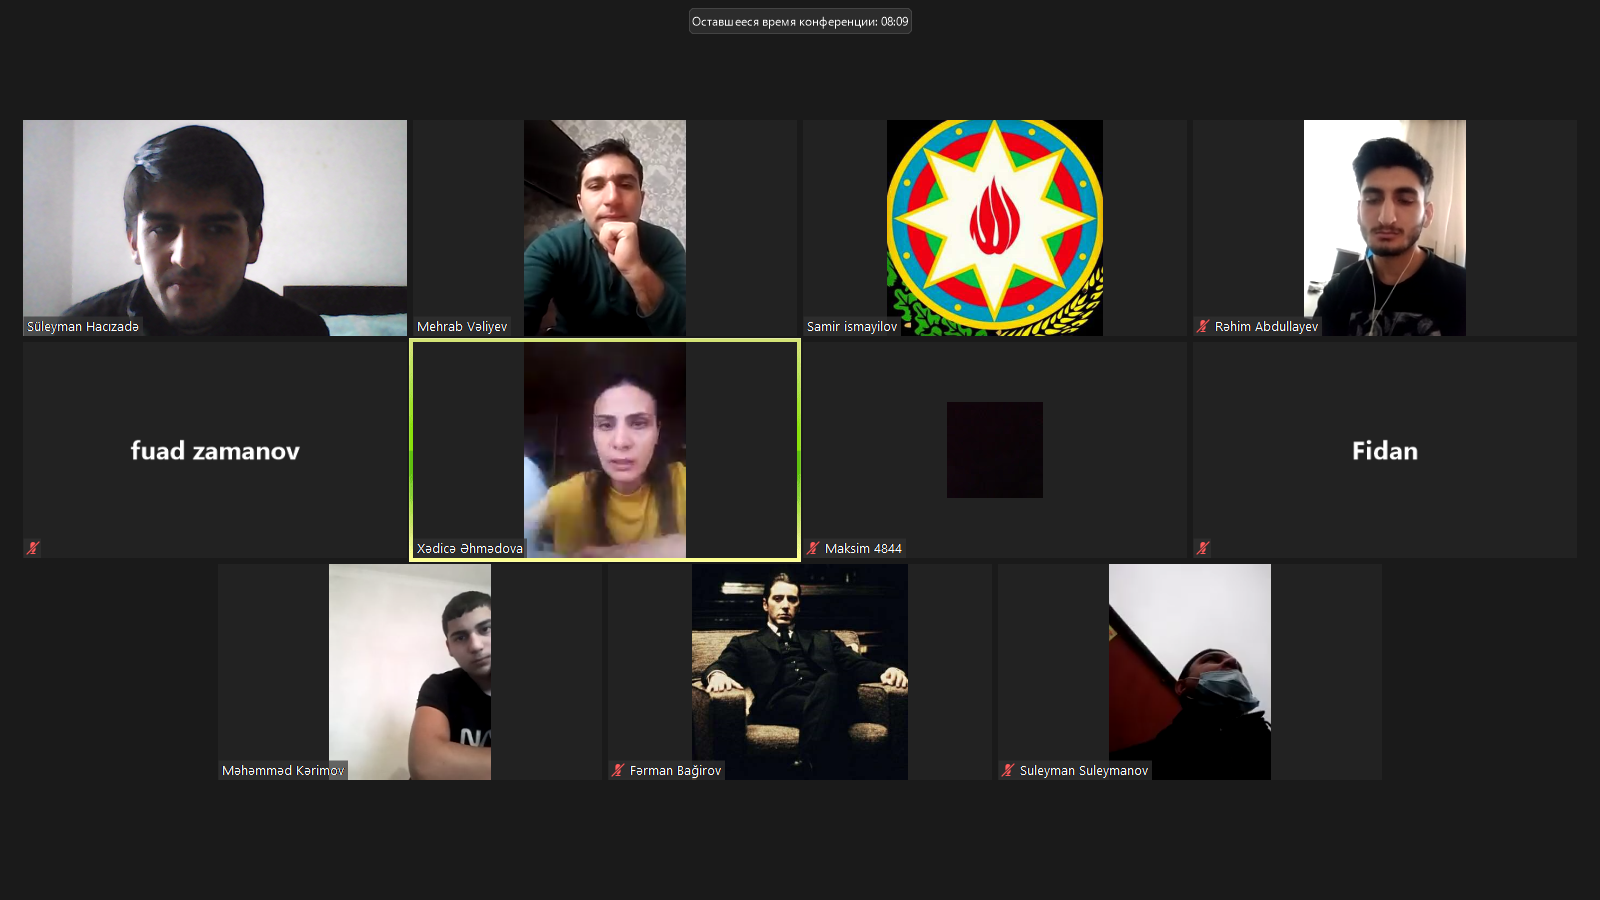 Оставшееся время конференции: 08:09
Süleyman Hacızadə
Mehrab Vəliyev
Samir ismayilov
Rəhim Abdullayev
fuad zamanov
Xədicə Əhmədova
Maksim 4844
Fidan
Məhəmməd Kərimov
Fərman Bağirov
Suleyman Suleymanov